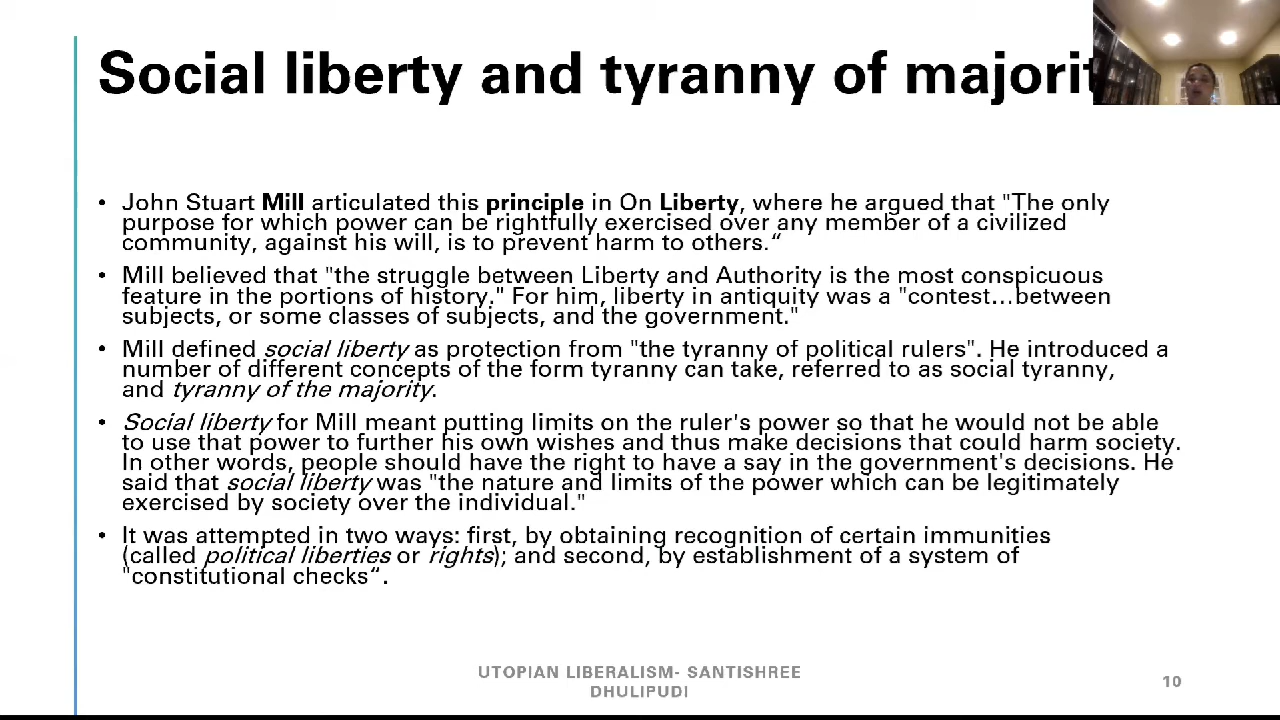 Social liberty and tyranny of majorit
• John Stuart Mill articulated this principle in On Liberty, where he argued that "The only
purpose for which power can be rightfully exercised over any member of a civilized
community, against his will, is to prevent harm to others.“
• Mill believed that "the struggle between Liberty and Authority is the most conspicuous
feature in the portions of history." For him, liberty in antiquity was a "contest...between
subjects, or some classes of subjects, and the government."
• Mill defined social liberty as protection from "the tyranny of political rulers". He introduced a
number of different concepts of the form tyranny can take, referred to as social tyranny,
and tyranny of the majority.
• Social liberty for Mill meant putting limits on the ruler's power so that he would not be able
to use that power to further his own wishes and thus make decisions that could harm society.
In other words, people should have the right to have a say in the government's decisions. He
said that social liberty was "the nature and limits of the power which can be legitimately
exercised by society over the individual."
• It was attempted in two ways: first, by obtaining recognition of certain immunities
(called political liberties or rights); and second, by establishment of a system of
"constitutional checks“.
UTOPIAN LIBERALISM- SANTISHREE
DHULIPUDI
10